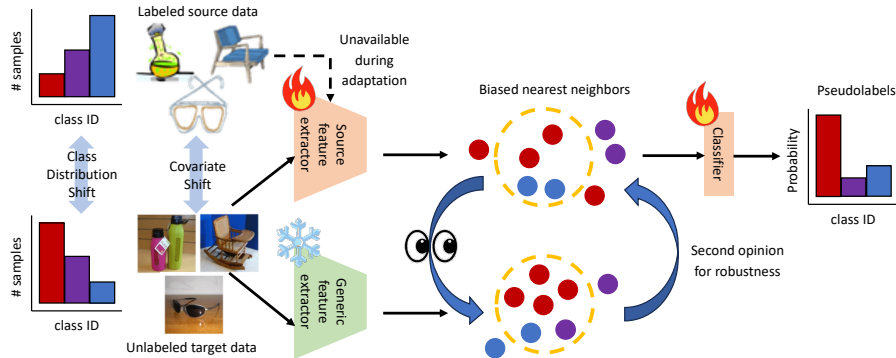 Labeled source data
# samples
class ID
Unavailable
during
adaptation
Class
Distribution
Shift
Covariate
Shift
Source
feature
extractor
Biased nearest neighbors
Classifier
Pseudolabels
Probability
class ID
# samples
class ID
Unlabeled target data
Generic
feature
extractor
Second opinion
for robustness